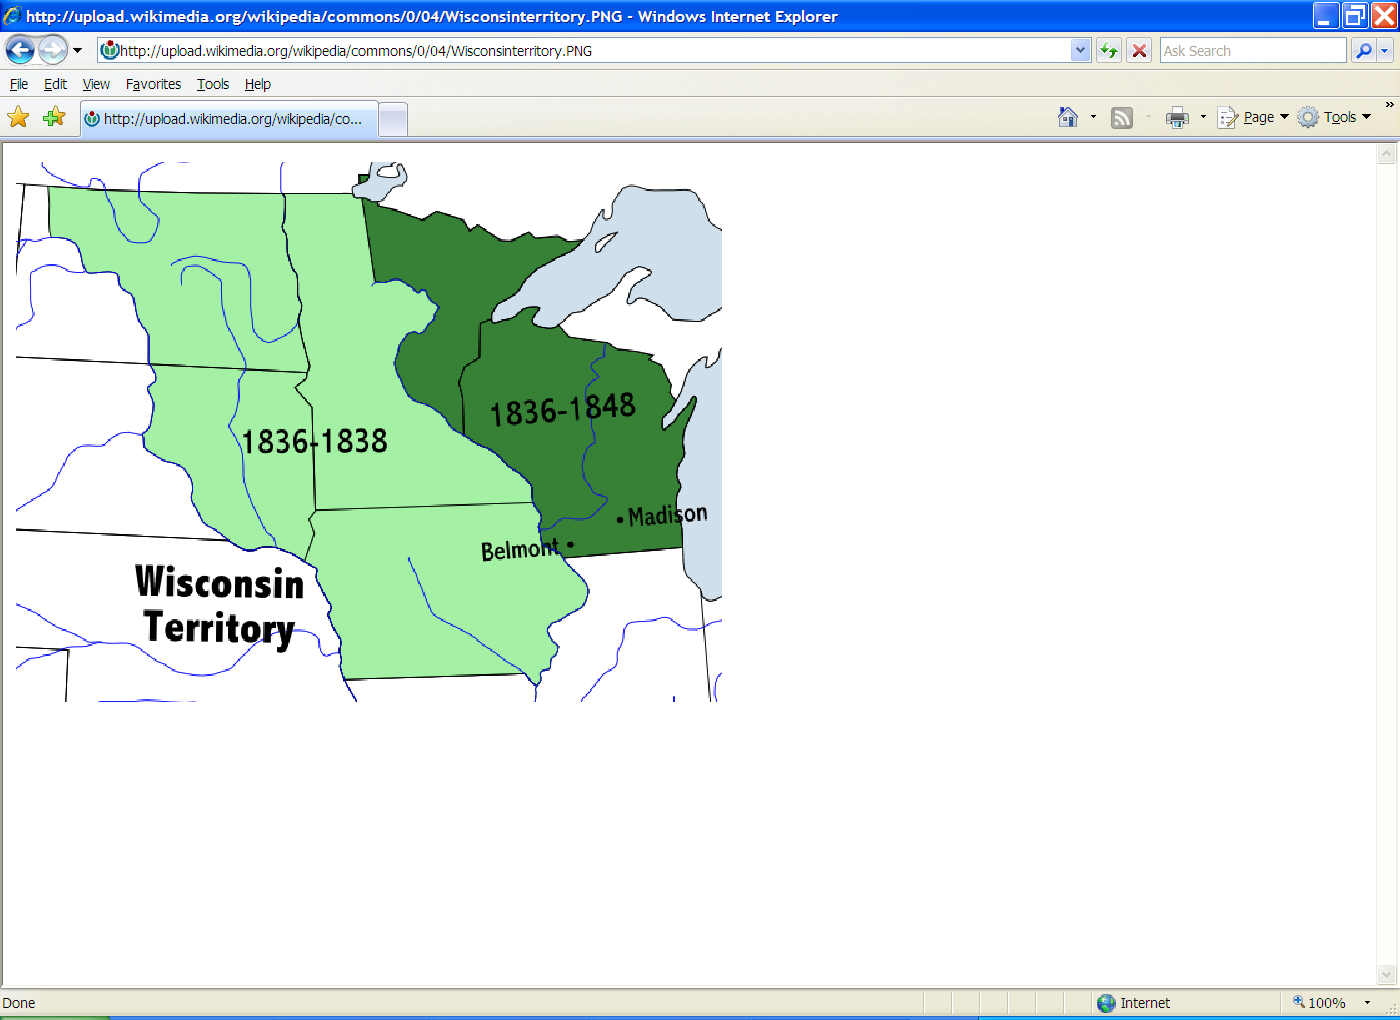 http://upload.wikimedia.org/wikipedia/commons/0/04/Wisconsinterritory.PNG - Windows Internet Explorer
http://upload.wikimedia.org/wikipedia/commons/0/04/Wisconsinterritory.PNG Ask Search
File Edit View Favorites Tools Help
http://upload.wikimedia.org/wikipedia/co... Page Tools »
1836-1848
1836-1838
Madison
Belmont
Wisconsin
Territory
Done Internet 100%